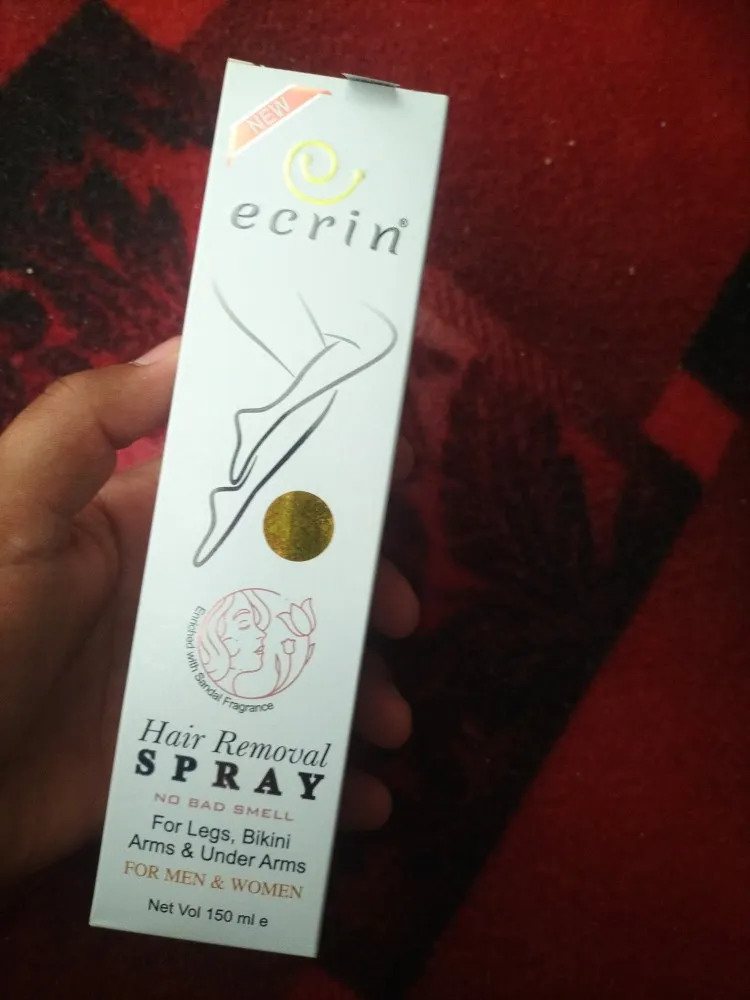 NEW
ecrin®
Enriched with Sandal Fragrance
Hair Removal
SPRAY
NO BAD SMELL
For Legs, Bikini
Arms & Under Arms
FOR MEN & WOMEN
Net Vol 150 ml e